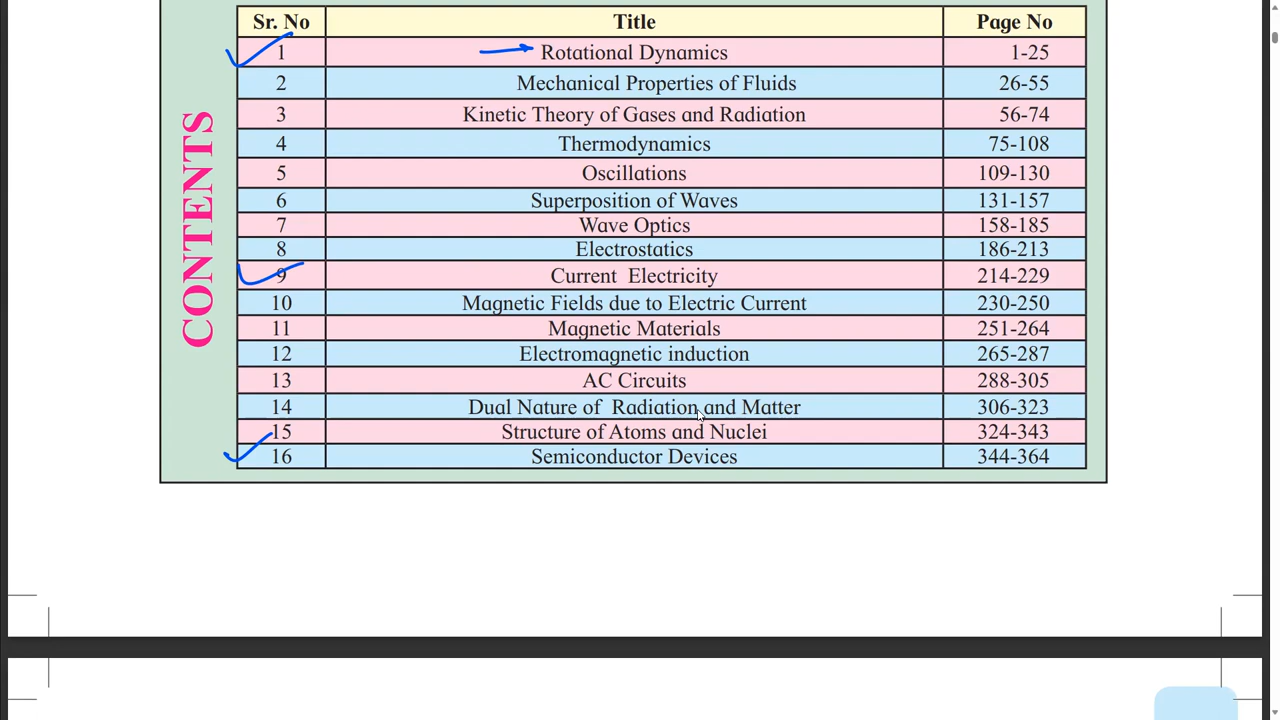 CONTENTS
Sr. No Title Page No
1 Rotational Dynamics 1-25
2 Mechanical Properties of Fluids 26-55
3 Kinetic Theory of Gases and Radiation 56-74
4 Thermodynamics 75-108
5 Oscillations 109-130
6 Superposition of Waves 131-157
7 Wave Optics 158-185
8 Electrostatics 186-213
9 Current Electricity 214-229
10 Magnetic Fields due to Electric Current 230-250
11 Magnetic Materials 251-264
12 Electromagnetic induction 265-287
13 AC Circuits 288-305
14 Dual Nature of Radiation and Matter 306-323
15 Structure of Atoms and Nuclei 324-343
16 Semiconductor Devices 344-364